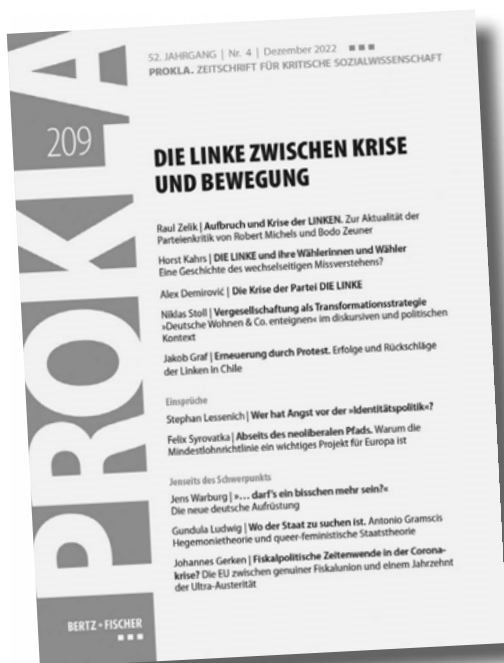 PROKLA
209
52. JAHRGANG | Nr. 4 | Dezember 2022
PROKLA. ZEITSCHRIFT FÜR KRITISCHE SOZIALWISSENSCHAFT
DIE LINKE ZWISCHEN KRISE
UND BEWEGUNG
Raul Zelik | Aufbruch und Krise der LINKEN. Zur Aktualität der
Parteienkritik von Robert Michels und Bodo Zeuner
Horst Kahrs | DIE LINKE und ihre Wählerinnen und Wähler
Eine Geschichte des wechselseitigen Missverstehens?
Alex Demirović | Die Krise der Partei DIE LINKE
Niklas Stoll | Vergesellschaftung als Transformationsstrategie
»Deutsche Wohnen & Co. enteignen« im diskursiven und politischen
Kontext
Jakob Graf | Erneuerung durch Protest. Erfolge und Rückschläge
der Linken in Chile
Einsprüche
Stephan Lessenich | Wer hat Angst vor der »Identitätspolitik«?
Felix Syrovatka | Abseits des neoliberalen Pfads. Warum die
Mindestlohnrichtlinie ein wichtiges Projekt für Europa ist
Jenseits des Schwerpunkts
Jens Warburg | »... darf's ein bisschen mehr sein?«
Die neue deutsche Aufrüstung
Gundula Ludwig | Wo der Staat zu suchen ist. Antonio Gramscis
Hegemonietheorie und queer-feministische Staatstheorie
Johannes Gerken | Fiskalpolitische Zeitenwende in der Corona-
krise? Die EU zwischen genuiner Fiskalunion und einem Jahrzehnt
der Ultra-Austerität
BERTZ + FISCHER